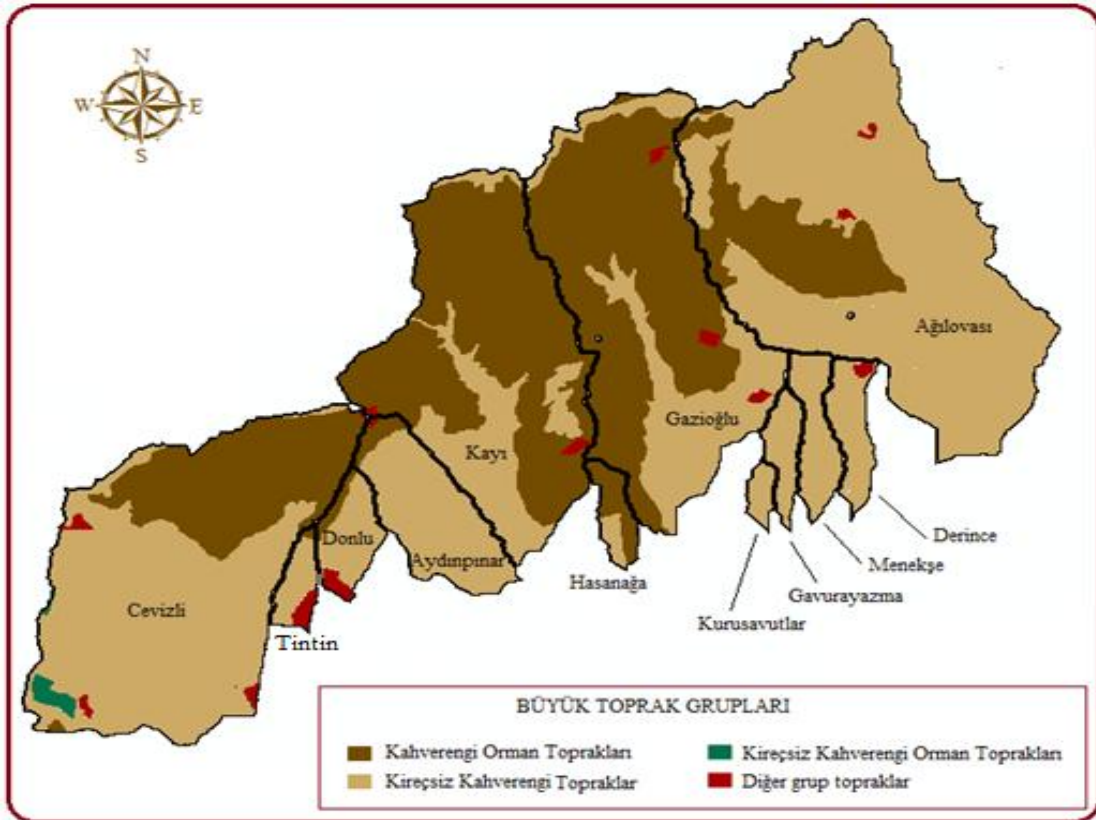 N
W E
S
Ağılovası
Gazioğlu
Kayı
Derince
Donlu
Aydınpınar
Menekşe
Hasanağa
Gavurayazma
Cevizli
Kurusavutlar
Tintin
BÜYÜK TOPRAK GRUPLARI
Kahverengi Orman Toprakları
Kireçsiz Kahverengi Orman Toprakları
Kireçsiz Kahverengi Topraklar
Diğer grup topraklar